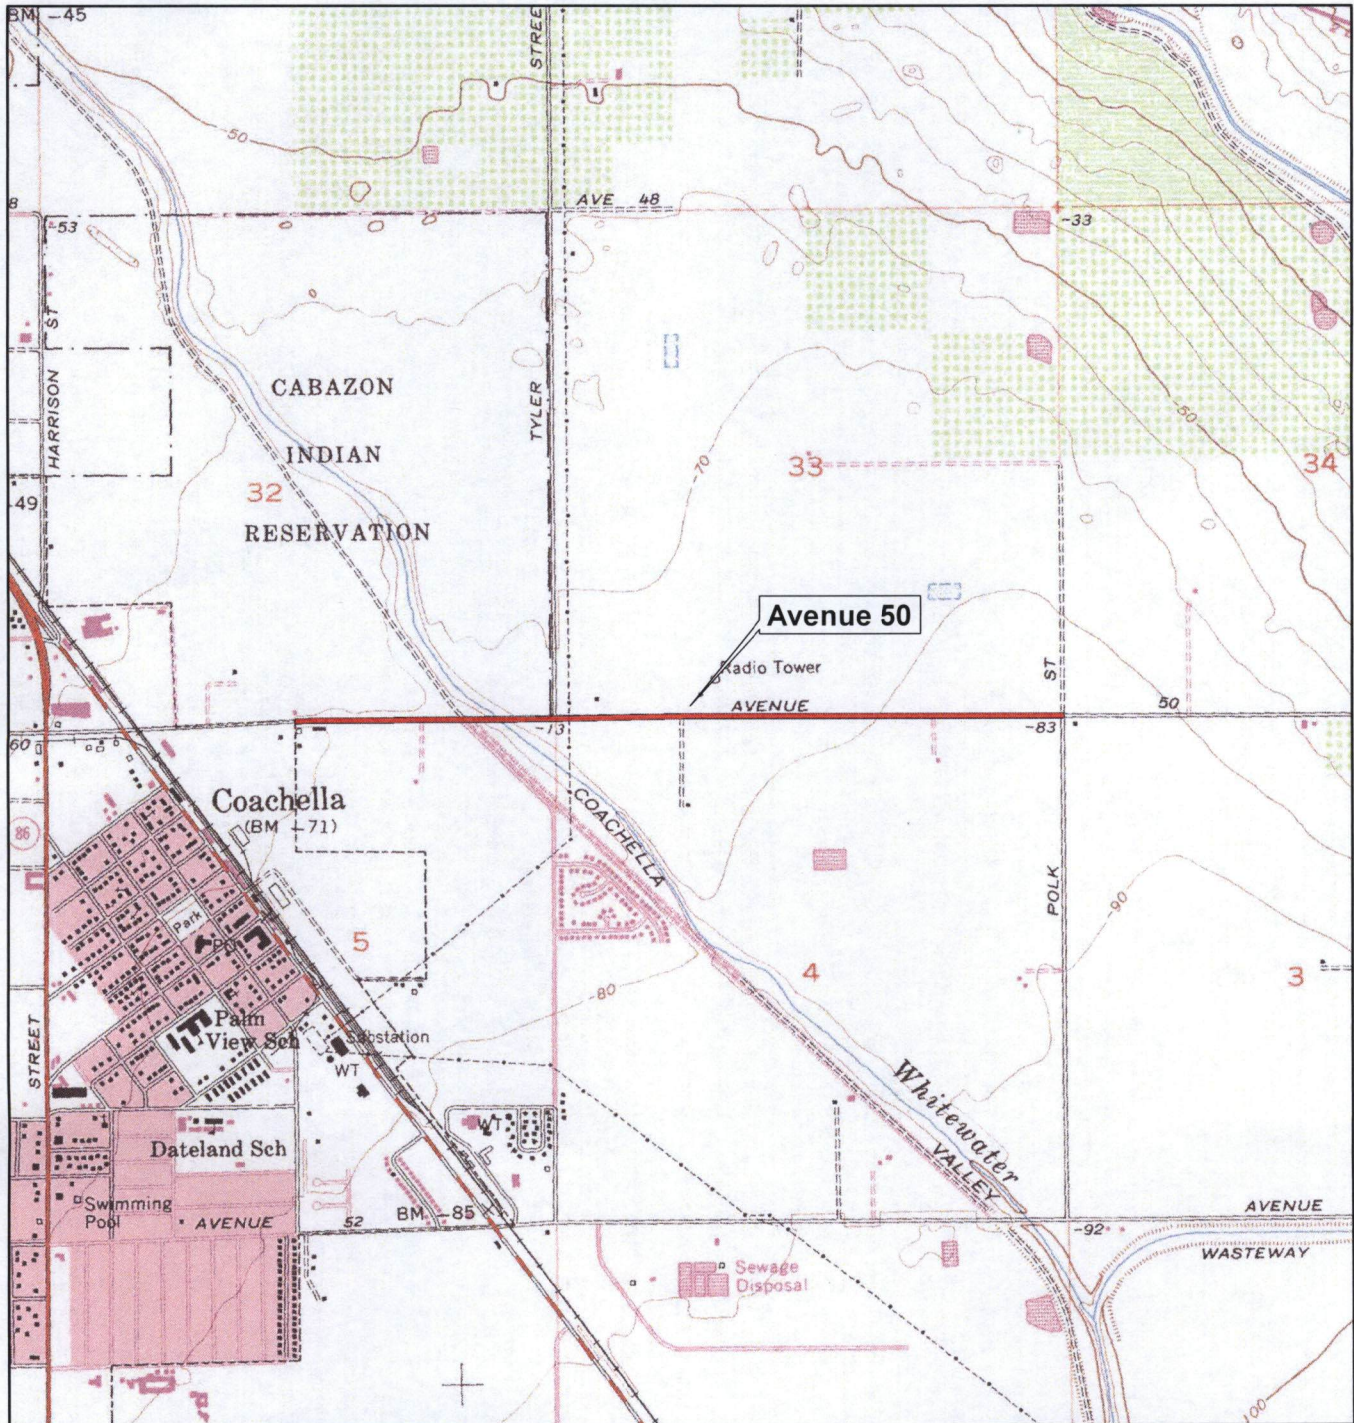 BM -45
STREET
50
AVE 48
8
-53
-33
HARRISON ST
CABAZON
INDIAN
RESERVATION
TYLER
50
70
33
34
32
49
Avenue 50
Radio Tower
ST
AVENUE
50
60
-13
-83
Coachella
(BM -71)
86
COACHELLA
POLK
90
Park
PO
5
4
3
80
STREET
Palm
View Sch
Substation
WT
Whitewater
WT
Dateland Sch
VALLEY
Swimming
Pool
AVENUE
52
BM -85
AVENUE
-92
WASTEWAY
Sewage
Disposal
100